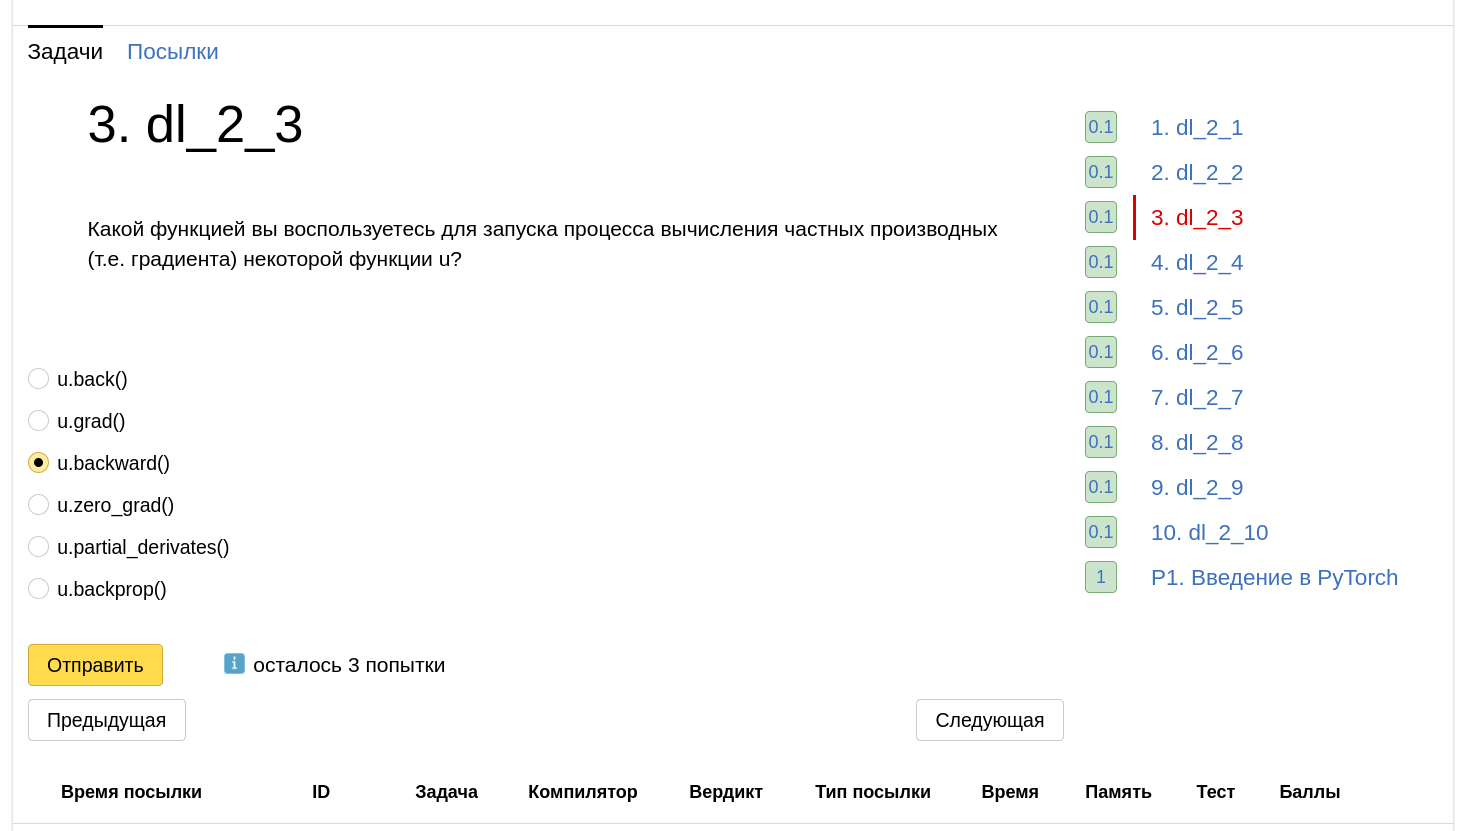 Задачи Посылки
3. dl_2_3
Какой функцией вы воспользуетесь для запуска процесса вычисления частных производных
(т.е. градиента) некоторой функции u?
u.back()
u.grad()
u.backward()
u.zero_grad()
u.partial_derivates()
u.backprop()
Отправить
i осталось 3 попытки
Предыдущая
Следующая
0.1 1. dl_2_1
0.1 2. dl_2_2
0.1 3. dl_2_3
0.1 4. dl_2_4
0.1 5. dl_2_5
0.1 6. dl_2_6
0.1 7. dl_2_7
0.1 8. dl_2_8
0.1 9. dl_2_9
0.1 10. dl_2_10
1 P1. Введение в PyTorch
Время посылки ID Задача Компилятор Вердикт Тип посылки Время Память Тест Баллы